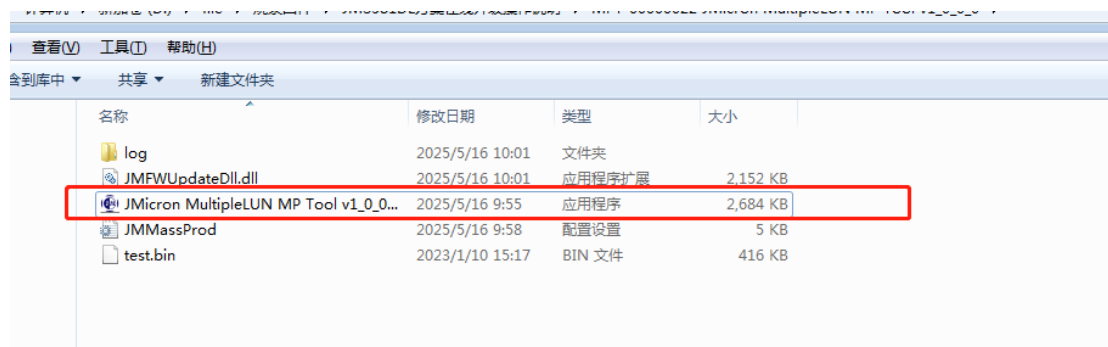 查看(V) 工具(T) 帮助(H)
含到库中 共享 新建文件夹
名称 修改日期 类型 大小
log 2025/5/16 10:01 文件夹
JMFWUpdateDll.dll 2025/5/16 10:01 应用程序扩展 2,152 KB
JMicron MultipleLUN MP Tool v1_0_0... 2025/5/16 9:55 应用程序 2,684 KB
JMMassProd 2025/5/16 9:58 配置设置 5 KB
test.bin 2023/1/10 15:17 BIN 文件 416 KB